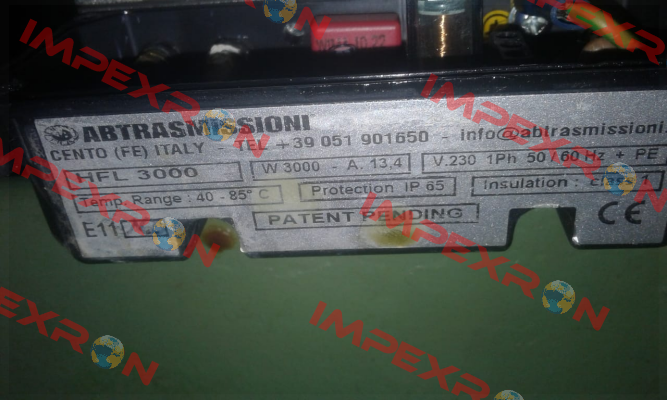 ABTRASMISSIONI
CENTO (FE) ITALY TEL +39 051 901650 - info@abtrasmissioni.
HFL 3000 W 3000 - A. 13,4 V.230 1Ph 50 / 60 Hz + PE
Temp. Range : 40 - 85° C Protection IP 65 Insulation :
E11 PATENT PENDING CE
IMPEXRON
IMPEXRON
IMPEXRON
IMPEXRON
IMPEXRON